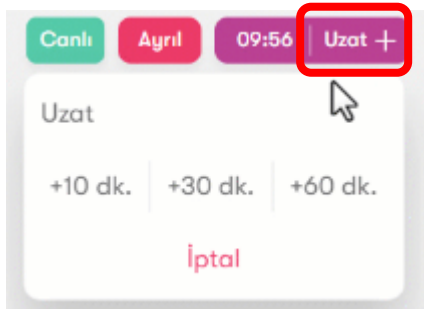 Canlı Ayrıl 09:56 Uzat +
Uzat
+10 dk. +30 dk. +60 dk.
İptal